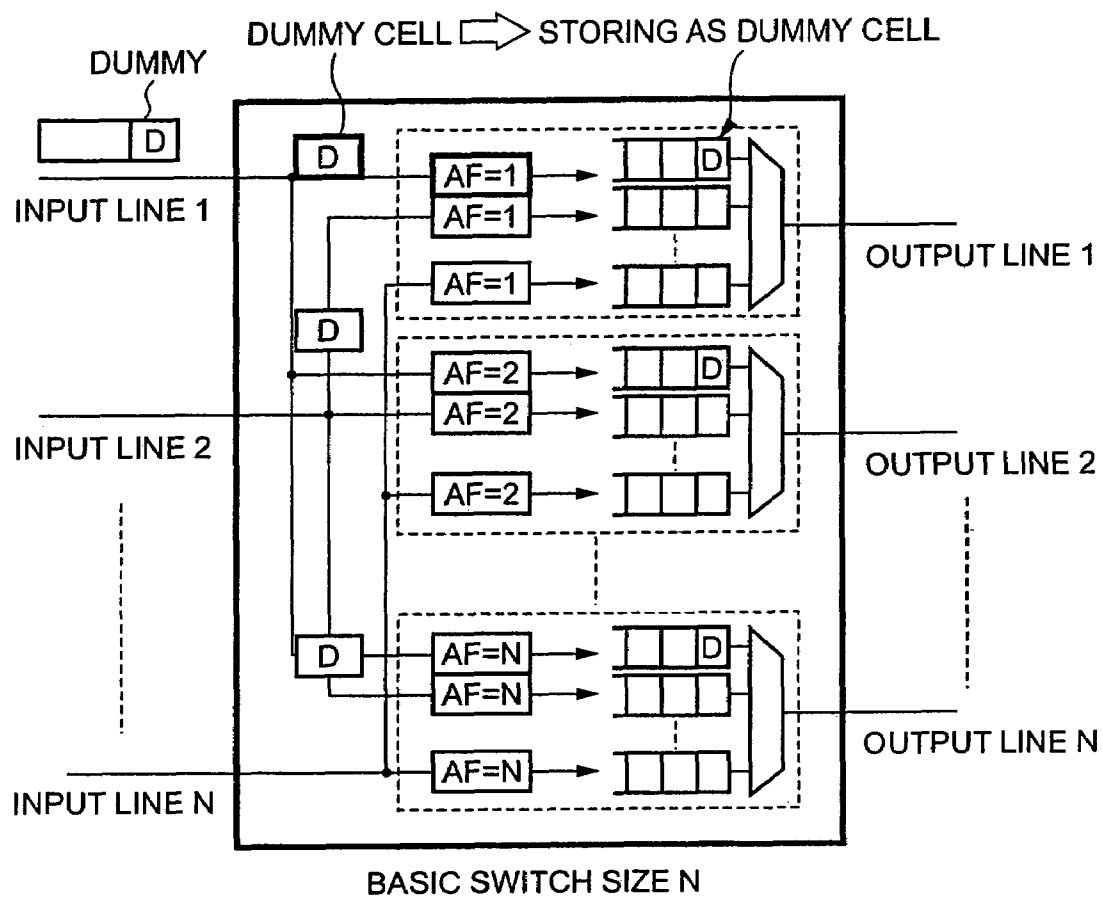 DUMMY CELL ⇨ STORING AS DUMMY CELL
DUMMY
D
D
D
INPUT LINE 1
AF=1
AF=1
OUTPUT LINE 1
AF=1
D
AF=2
D
AF=2
INPUT LINE 2
OUTPUT LINE 2
AF=2
D
AF=N
D
AF=N
OUTPUT LINE N
AF=N
INPUT LINE N
BASIC SWITCH SIZE N